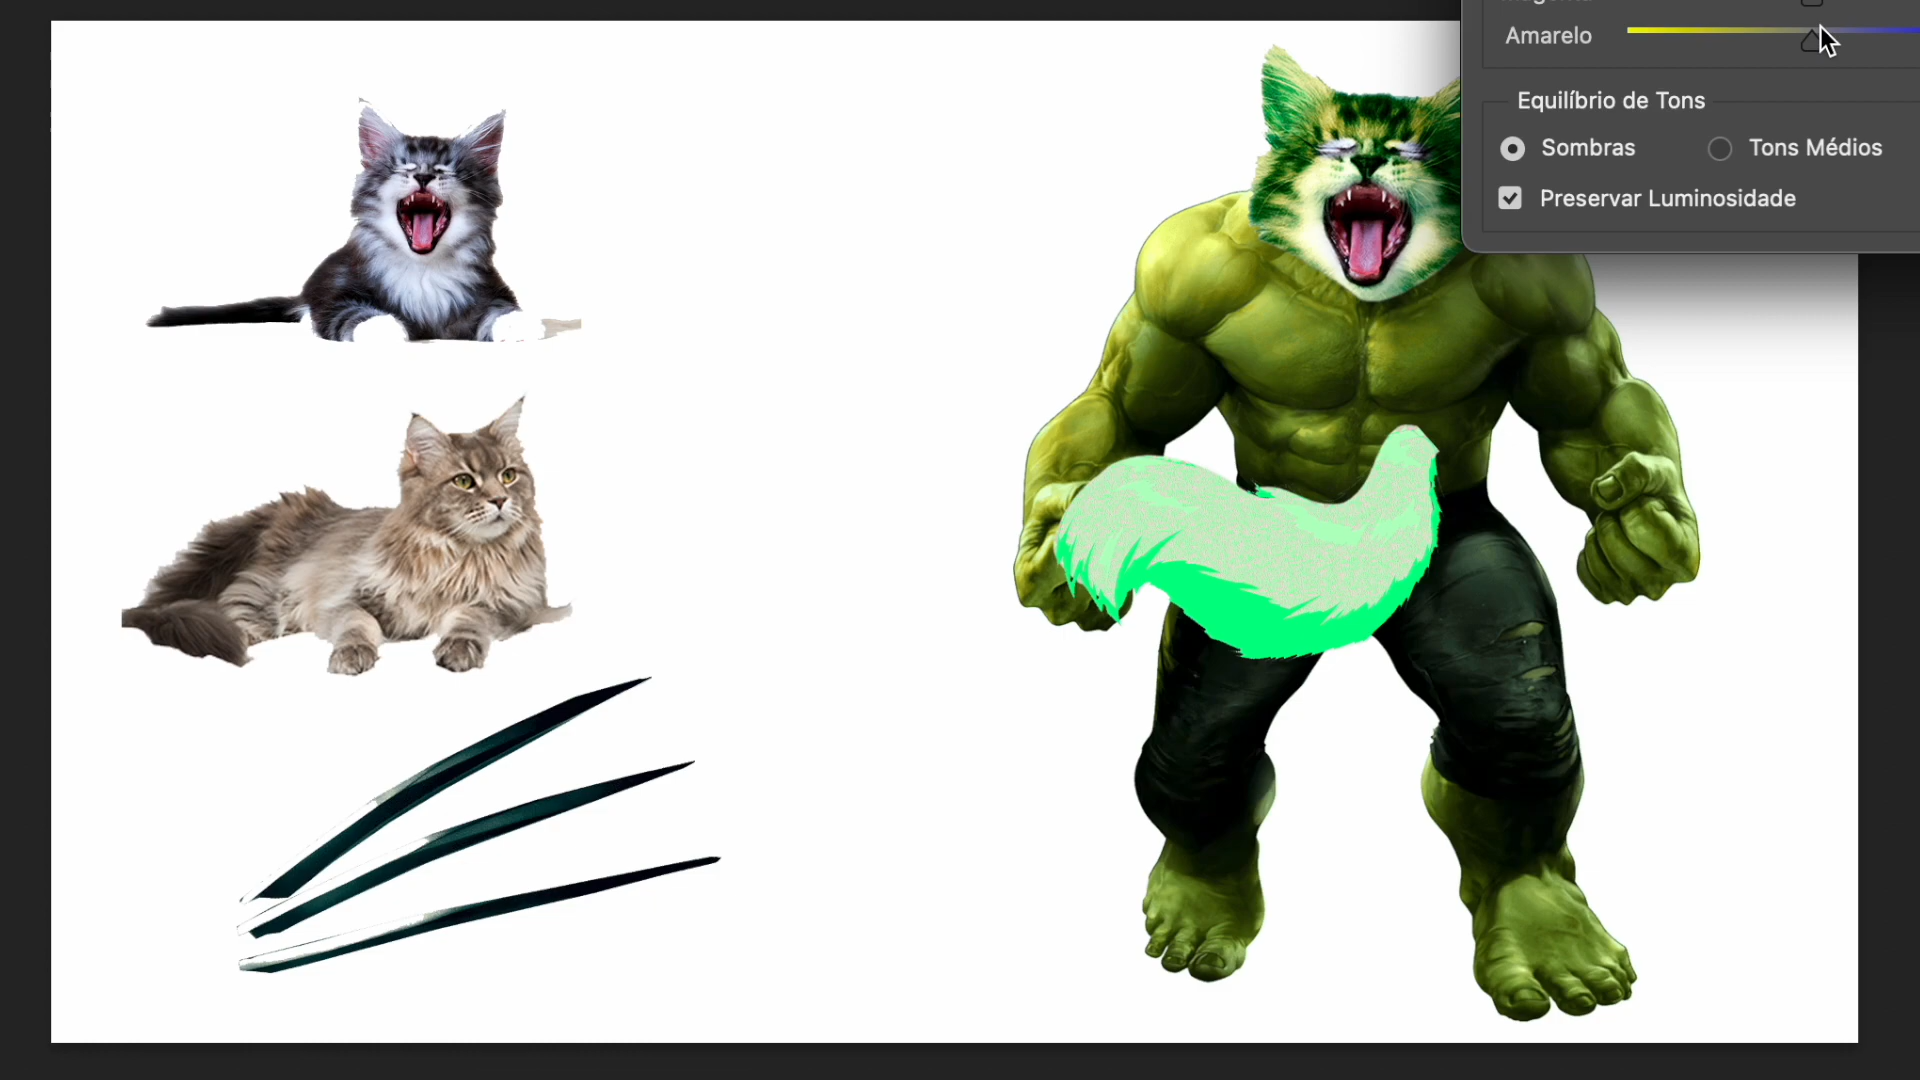 Amarelo
Equilíbrio de Tons
Sombras
Tons Médios
Preservar Luminosidade